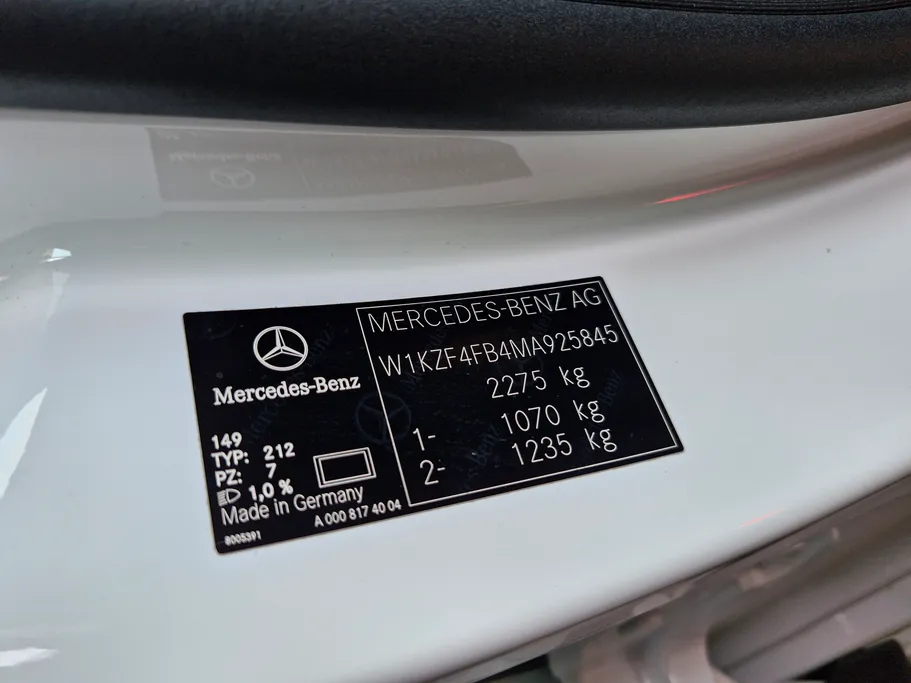 Mercedes-Benz
149
TYP: 212
PZ: 7
1,0 %
Made in Germany
A 000 817 40 04
8005391
MERCEDES-BENZ AG
W1KZF4FB4MA925845
2275 kg
1- 1070 kg
2- 1235 kg